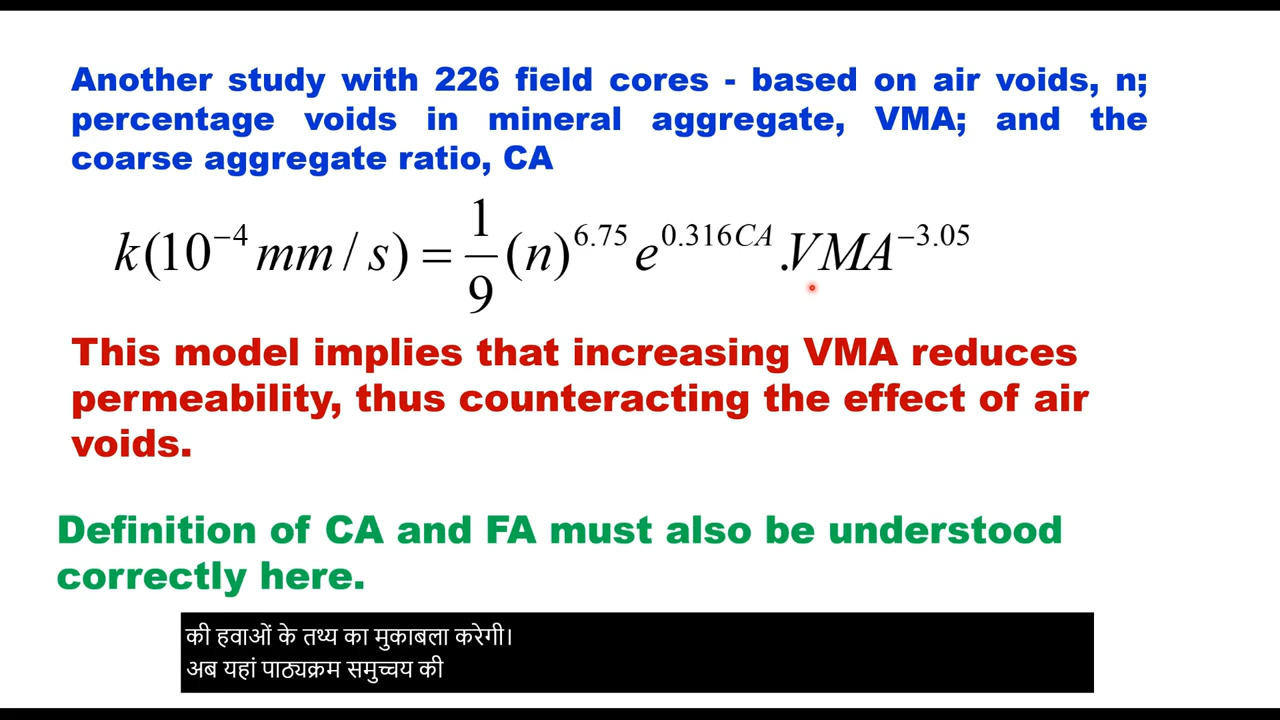 Another study with 226 field cores - based on air voids, n;
percentage voids in mineral aggregate, VMA; and the
coarse aggregate ratio, CA
k(10⁻⁴ mm / s) = 1/9 (n)^6.75 e^0.316CA .VMA^−3.05
This model implies that increasing VMA reduces
permeability, thus counteracting the effect of air
voids.
Definition of CA and FA must also be understood
correctly here.
की हवाओं के तथ्य का मुकाबला करेगी।
अब यहां पाठ्यक्रम समुच्चय की